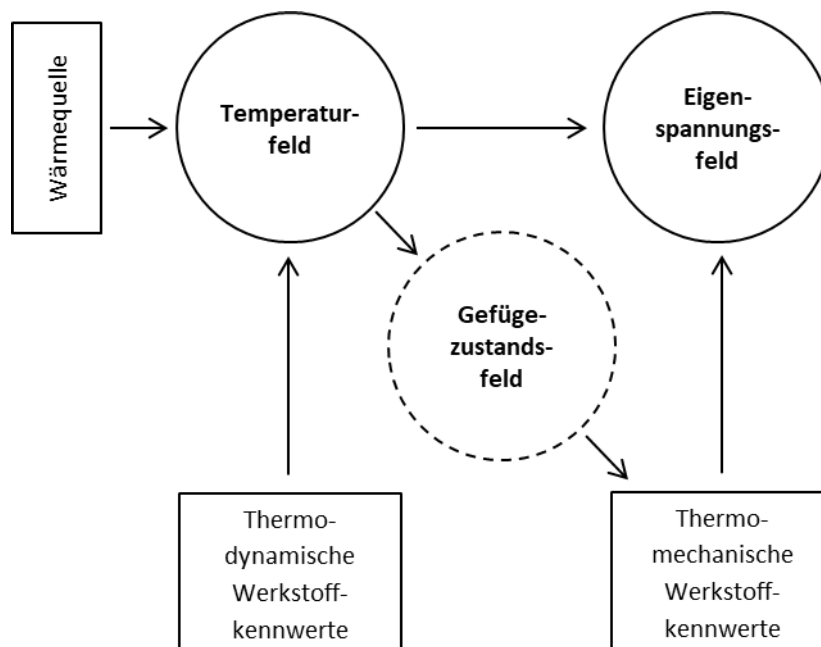 Wärmequelle
Temperatur-
feld
Eigen-
spannungs-
feld
Gefüge-
zustands-
feld
Thermo-
dynamische
Werkstoff-
kennwerte
Thermo-
mechanische
Werkstoff-
kennwerte